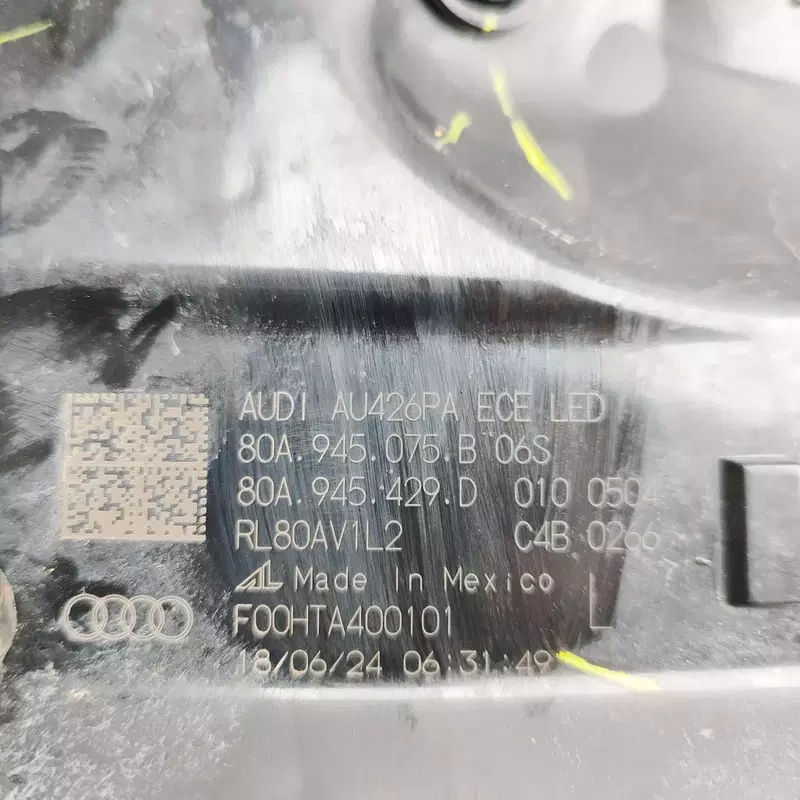 AUDI AU426PA ECE LED
80A.945.075.B 06S
80A.945.429.D 010 0504
RL80AV1L2 C4B 0266
AL Made In Mexico
F00HTA400101 L
18/06/24 06:31:49